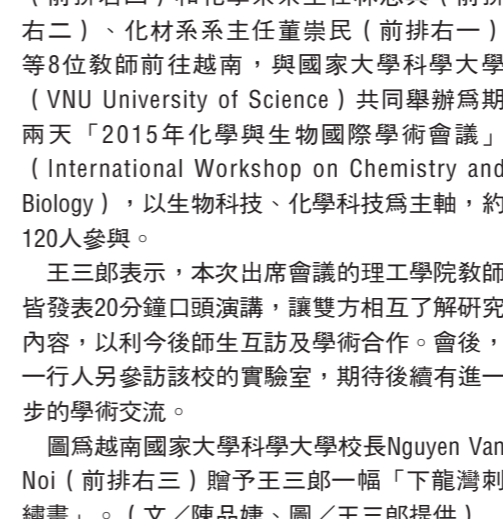 右二）、化材系系主任董崇民（前排右一）
等8位教師前往越南，與國家大學科學大學
（VNU University of Science）共同舉辦為期
兩天「2015年化學與生物國際學術會議」
（International Workshop on Chemistry and
Biology），以生物科技、化學科技為主軸，約
120人參與。
王三郎表示，本次出席會議的理工學院教師
皆發表20分鐘口頭演講，讓雙方相互了解研究
內容，以利今後師生互訪及學術合作。會後，
一行人另參訪該校的實驗室，期待後續有進一
步的學術交流。
圖為越南國家大學科學大學校長Nguyen Van
Noi（前排右三）贈予王三郎一幅「下龍灣刺
繡畫」。（文／陳品婕、圖／王三郎提供）